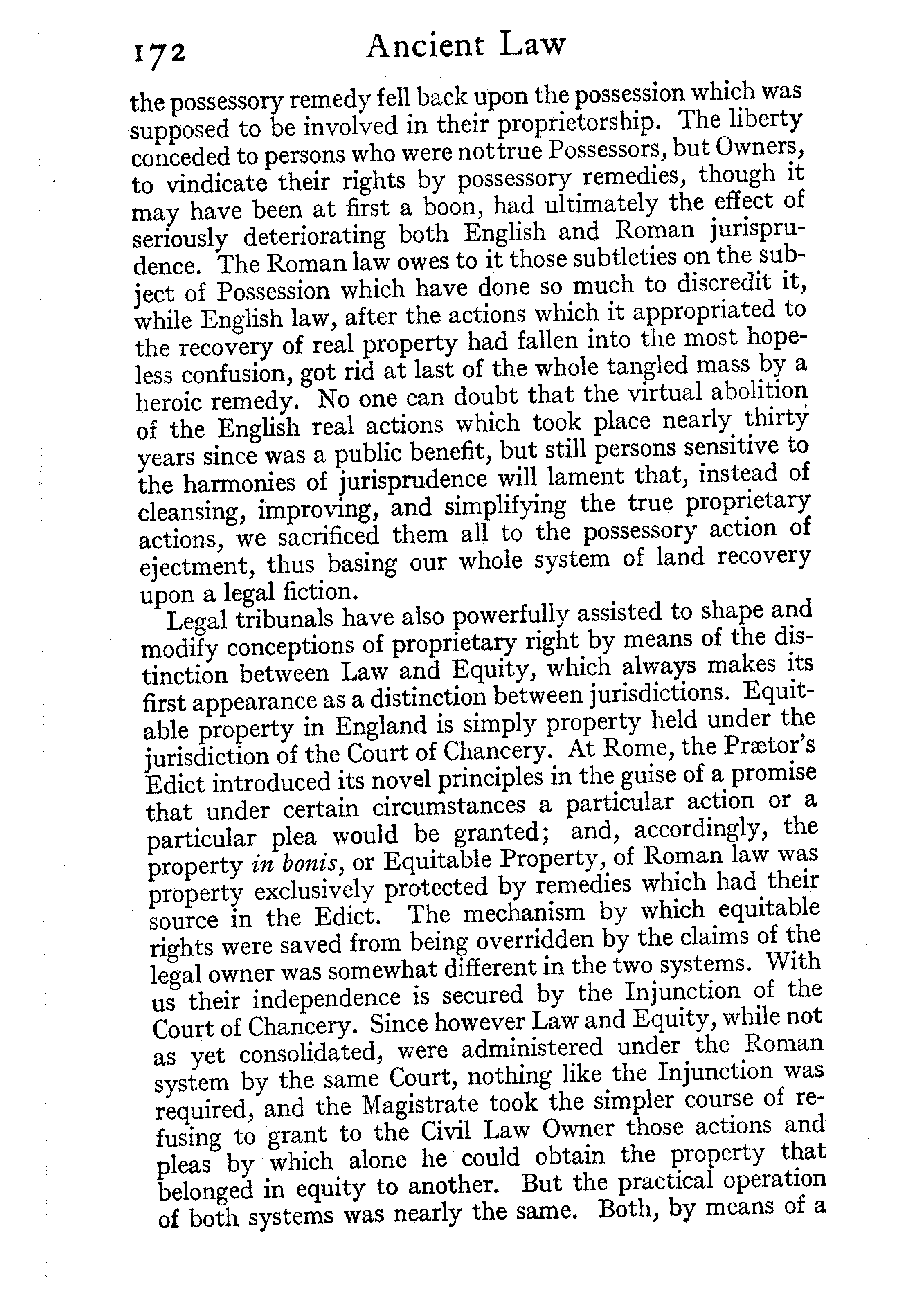 172 Ancient Law
the possessory remedy fell back upon the possession which was
supposed to be involved in their proprietorship. The liberty
conceded to persons who were not true Possessors, but Owners,
to vindicate their rights by possessory remedies, though it
may have been at first a boon, had ultimately the effect of
seriously deteriorating both English and Roman jurispru-
dence. The Roman law owes to it those subtleties on the sub-
ject of Possession which have done so much to discredit it,
while English law, after the actions which it appropriated to
the recovery of real property had fallen into the most hope-
less confusion, got rid at last of the whole tangled mass by a
heroic remedy. No one can doubt that the virtual abolition
of the English real actions which took place nearly thirty
years since was a public benefit, but still persons sensitive to
the harmonies of jurisprudence will lament that, instead of
cleansing, improving, and simplifying the true proprietary
actions, we sacrificed them all to the possessory action of
ejectment, thus basing our whole system of land recovery
upon a legal fiction.
Legal tribunals have also powerfully assisted to shape and
modify conceptions of proprietary right by means of the dis-
tinction between Law and Equity, which always makes its
first appearance as a distinction between jurisdictions. Equit-
able property in England is simply property held under the
jurisdiction of the Court of Chancery. At Rome, the Prætor's
Edict introduced its novel principles in the guise of a promise
that under certain circumstances a particular action or a
particular plea would be granted; and, accordingly, the
property in bonis, or Equitable Property, of Roman law was
property exclusively protected by remedies which had their
source in the Edict. The mechanism by which equitable
rights were saved from being overridden by the claims of the
legal owner was somewhat different in the two systems. With
us their independence is secured by the Injunction of the
Court of Chancery. Since however Law and Equity, while not
as yet consolidated, were administered under the Roman
system by the same Court, nothing like the Injunction was
required, and the Magistrate took the simpler course of re-
fusing to grant to the Civil Law Owner those actions and
pleas by which alone he could obtain the property that
belonged in equity to another. But the practical operation
of both systems was nearly the same. Both, by means of a